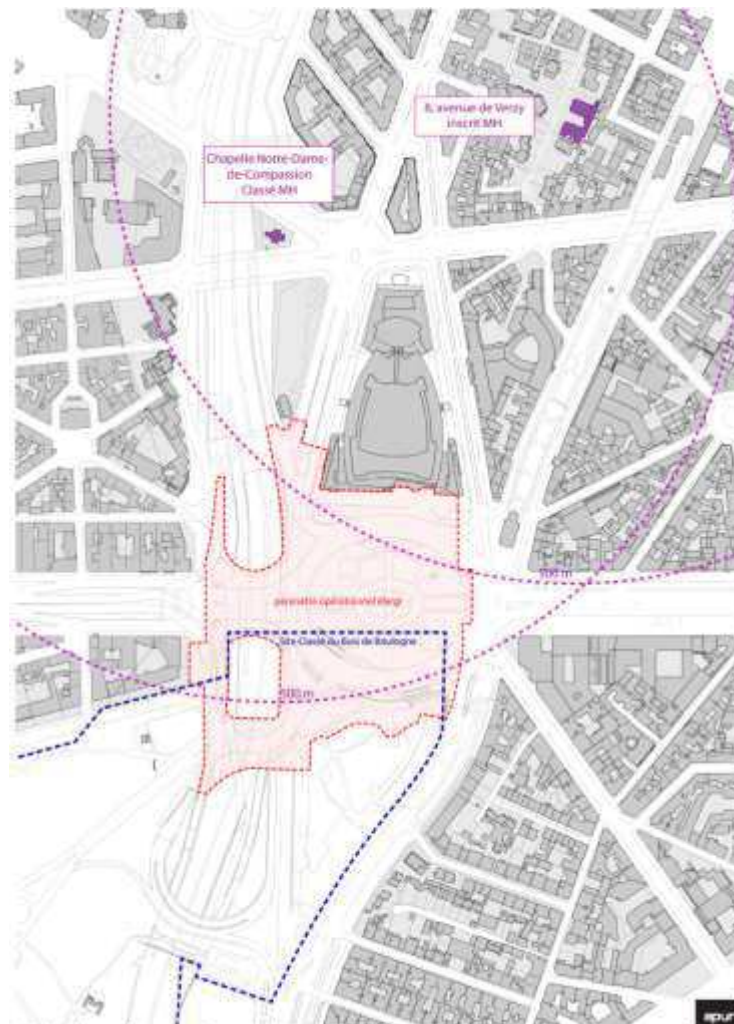 8, avenue de Verzy
inscrit MH
Chapelle Notre-Dame-
de-Compassion
Classé MH
500 m
périmètre opérationnel élargi
Site Classé du Bois de Boulogne
500 m
apur